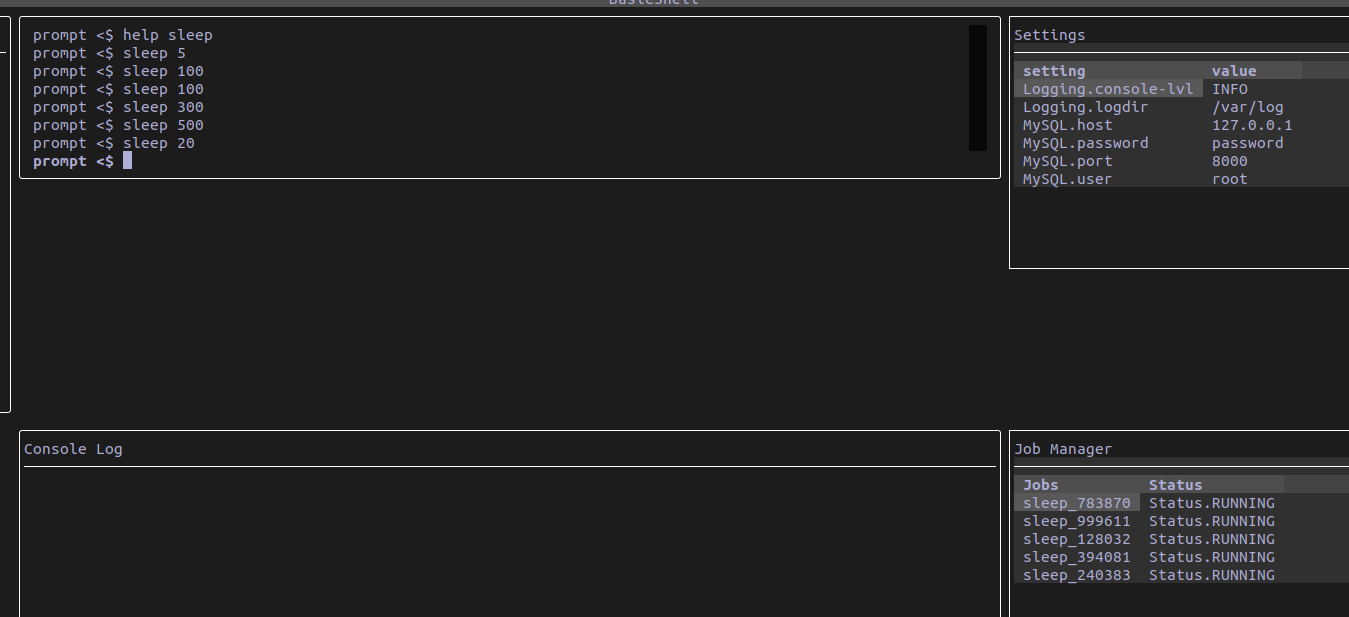 BaseShell
prompt <$ help sleep
prompt <$ sleep 5
prompt <$ sleep 100
prompt <$ sleep 100
prompt <$ sleep 300
prompt <$ sleep 500
prompt <$ sleep 20
prompt <$
Settings
setting value
Logging.console-lvl INFO
Logging.logdir /var/log
MySQL.host 127.0.0.1
MySQL.password password
MySQL.port 8000
MySQL.user root
Console Log
Job Manager
Jobs Status
sleep_783870 Status.RUNNING
sleep_999611 Status.RUNNING
sleep_128032 Status.RUNNING
sleep_394081 Status.RUNNING
sleep_240383 Status.RUNNING